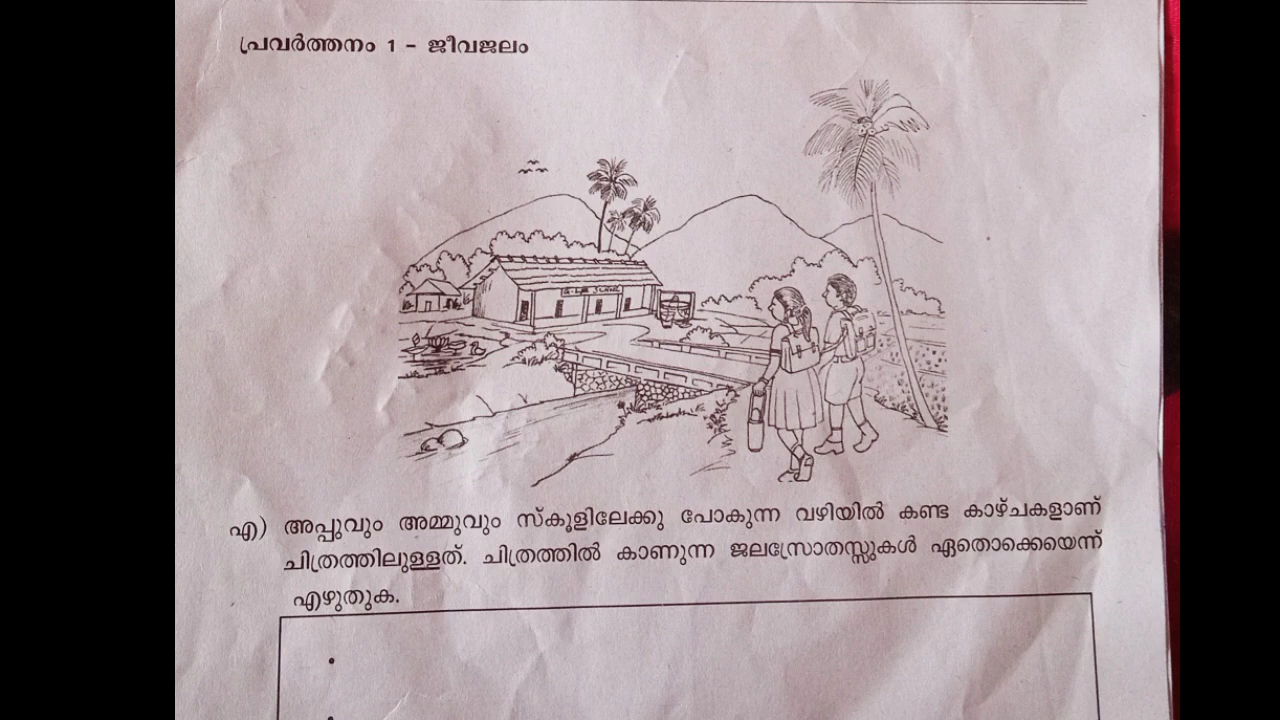 പ്രവർത്തനം 1 – ജീവജലം
എ) അപ്പുവും അമ്മുവും സ്കൂളിലേക്കു പോകുന്ന വഴിയിൽ കണ്ട കാഴ്ചകളാണ്
ചിത്രത്തിലുള്ളത്. ചിത്രത്തിൽ കാണുന്ന ജലസ്രോതസ്സുകൾ ഏതൊക്കെയെന്ന്
എഴുതുക.